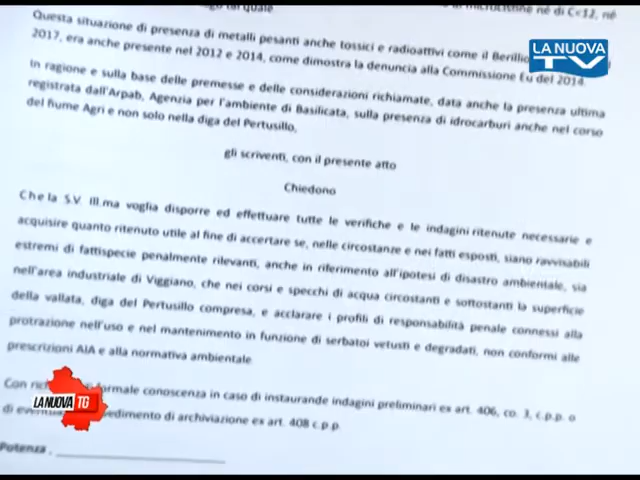 tal quale
di microcistine né di C<12, né
Questa situazione di presenza di metalli pesanti anche tossici e radioattivi come il Berillio
2017, era anche presente nel 2012 e 2014, come dimostra la denuncia alla Commissione Eu del 2014.
LA NUOVA
TV
In ragione e sulla base delle premesse e delle considerazioni richiamate, data anche la presenza ultima
registrata dall'Arpab, Agenzia per l'ambiente di Basilicata, sulla presenza di idrocarburi anche nel corso
del fiume Agri e non solo nella diga del Pertusillo,
gli scriventi, con il presente atto
Chiedono
Che la S.V. Ill.ma voglia disporre ed effettuare tutte le verifiche e le indagini ritenute necessarie e
acquisire quanto ritenuto utile al fine di accertare se, nelle circostanze e nei fatti esposti, siano ravvisabili
estremi di fattispecie penalmente rilevanti, anche in riferimento all'ipotesi di disastro ambientale, sia
nell'area industriale di Viggiano, che nei corsi e specchi di acqua circostanti e sottostanti la superficie
della vallata, diga del Pertusillo compresa, e acclarare i profili di responsabilità penale connessi alla
protrazione nell'uso e nel mantenimento in funzione di serbatoi vetusti e degradati, non conformi alle
prescrizioni AIA e alla normativa ambientale
Con formale conoscenza in caso di instaurande indagini preliminari ex art. 406, co. 3, c.p.p. o
di archiviazione ex art. 408 c.p.p.
LA NUOVA TG
Potenza ,